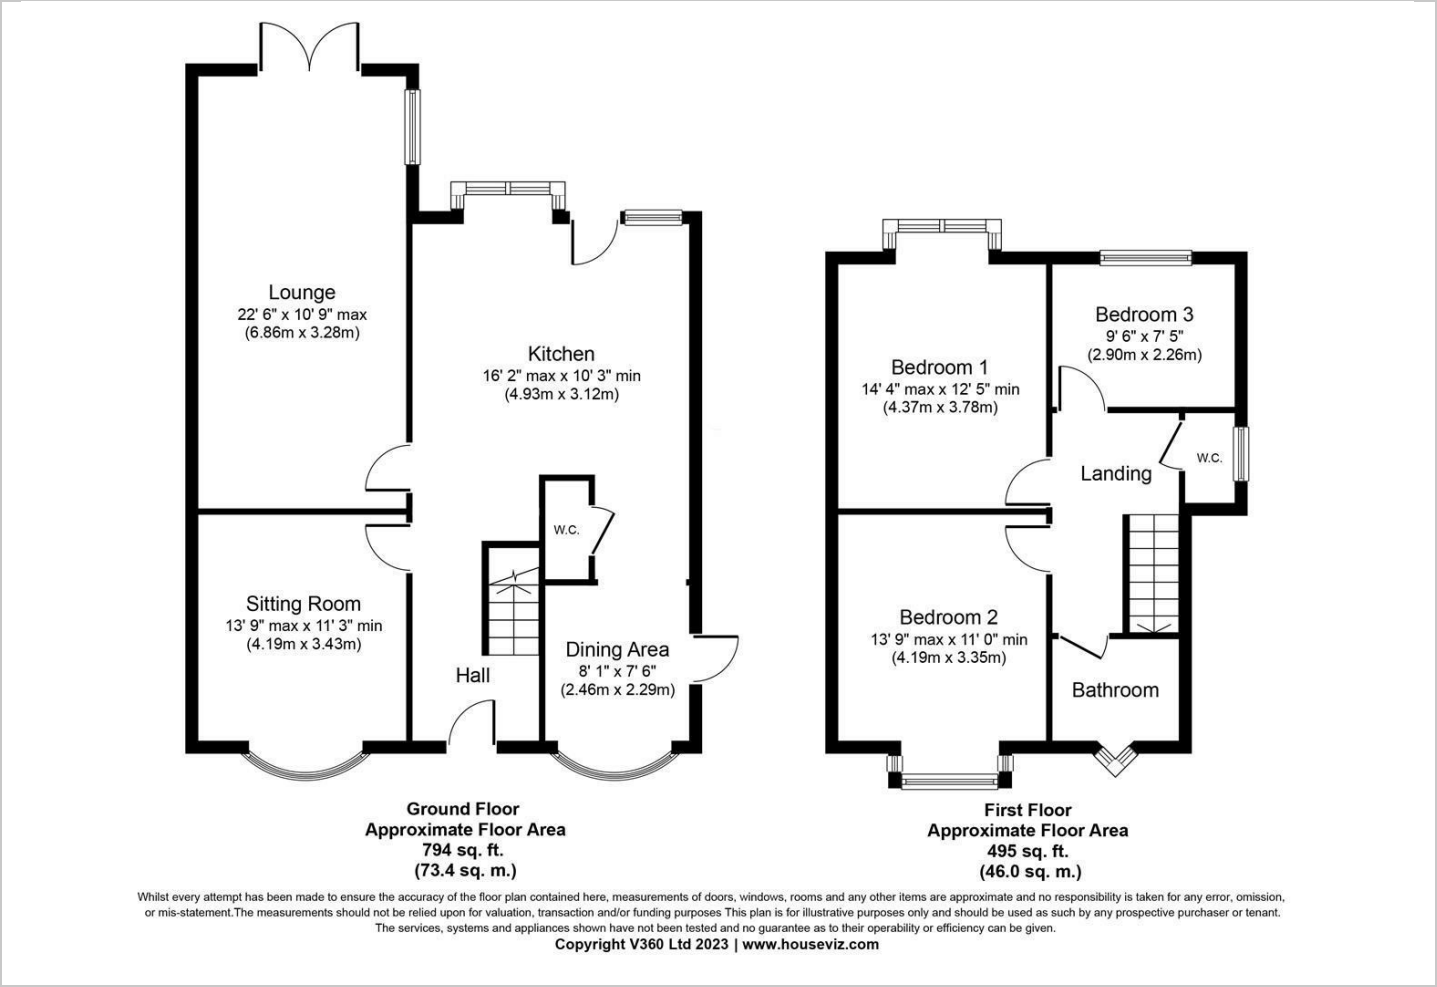 Lounge
22' 6" x 10' 9" max
(6.86m x 3.28m)
Kitchen
16' 2" max x 10' 3" min
(4.93m x 3.12m)
W.C.
Sitting Room
13' 9" max x 11' 3" min
(4.19m x 3.43m)
Hall
Dining Area
8' 1" x 7' 6"
(2.46m x 2.29m)
Ground Floor
Approximate Floor Area
794 sq. ft.
(73.4 sq. m.)
Bedroom 1
14' 4" max x 12' 5" min
(4.37m x 3.78m)
Bedroom 3
9' 6" x 7' 5"
(2.90m x 2.26m)
Landing
W.C.
Bedroom 2
13' 9" max x 11' 0" min
(4.19m x 3.35m)
Bathroom
First Floor
Approximate Floor Area
495 sq. ft.
(46.0 sq. m.)
Whilst every attempt has been made to ensure the accuracy of the floor plan contained here, measurements of doors, windows, rooms and any other items are approximate and no responsibility is taken for any error, omission,
or mis-statement.The measurements should not be relied upon for valuation, transaction and/or funding purposes This plan is for illustrative purposes only and should be used as such by any prospective purchaser or tenant.
The services, systems and appliances shown have not been tested and no guarantee as to their operability or efficiency can be given.
Copyright V360 Ltd 2023 | www.houseviz.com